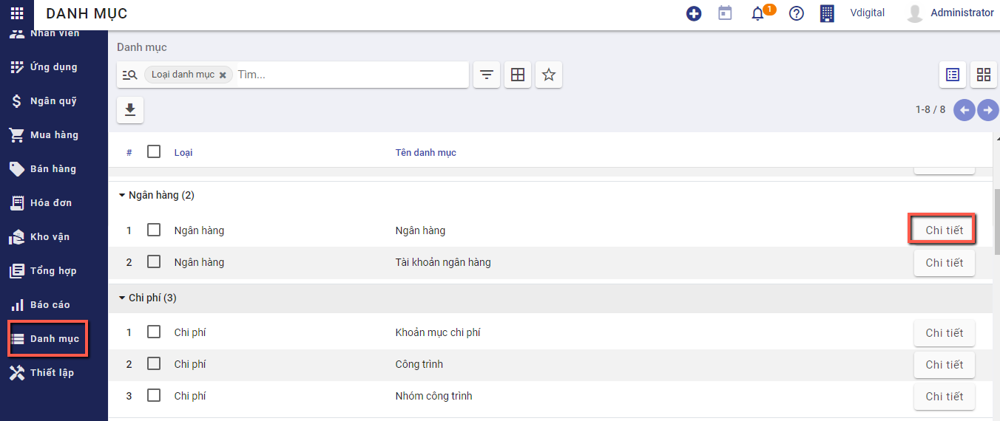 DANH MỤC
1
Vdigital
Administrator
Nhân viên
Ứng dụng
Ngân quỹ
Mua hàng
Bán hàng
Hóa đơn
Kho vận
Tổng hợp
Báo cáo
Danh mục
Thiết lập
Danh mục
Loại danh mục Tìm...
1-8 / 8
# Loại Tên danh mục
Ngân hàng (2)
1 Ngân hàng Ngân hàng Chi tiết
2 Ngân hàng Tài khoản ngân hàng Chi tiết
Chi phí (3)
1 Chi phí Khoản mục chi phí Chi tiết
2 Chi phí Công trình Chi tiết
3 Chi phí Nhóm công trình Chi tiết